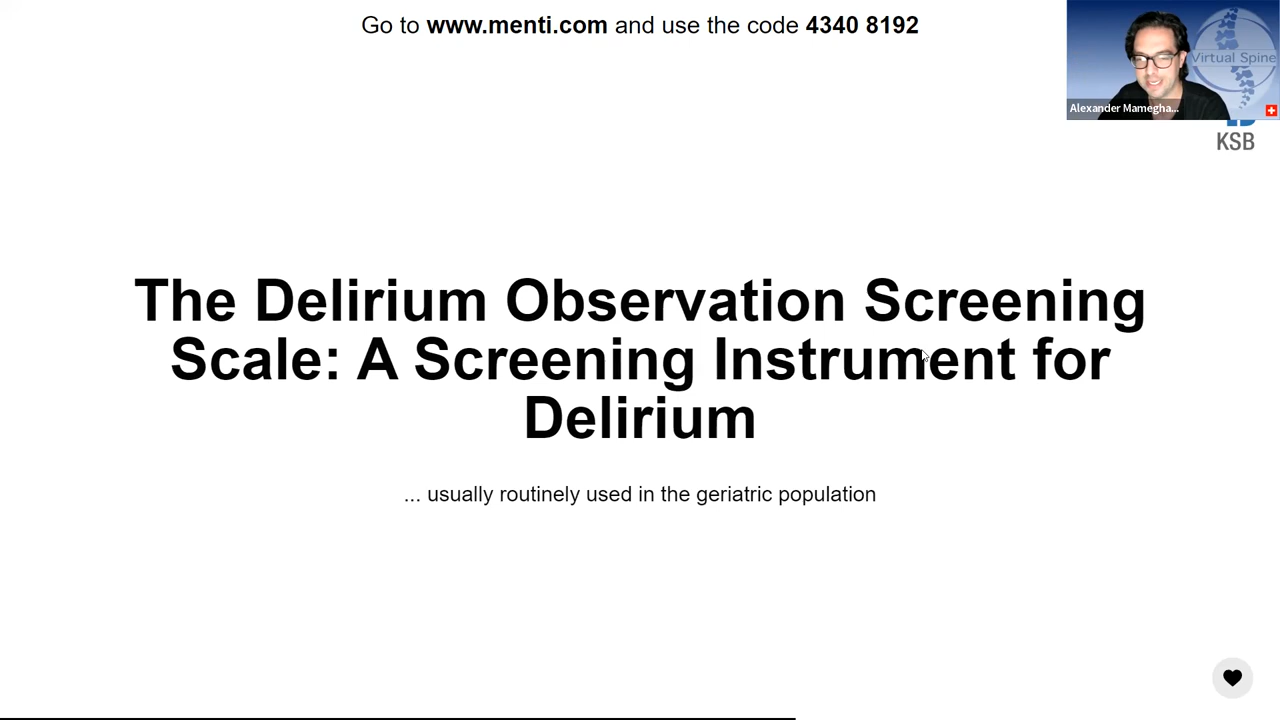 Go to www.menti.com and use the code 4340 8192
Virtual Spine
Alexander Mamegha...
KSB
The Delirium Observation Screening
Scale: A Screening Instrument for
Delirium
... usually routinely used in the geriatric population